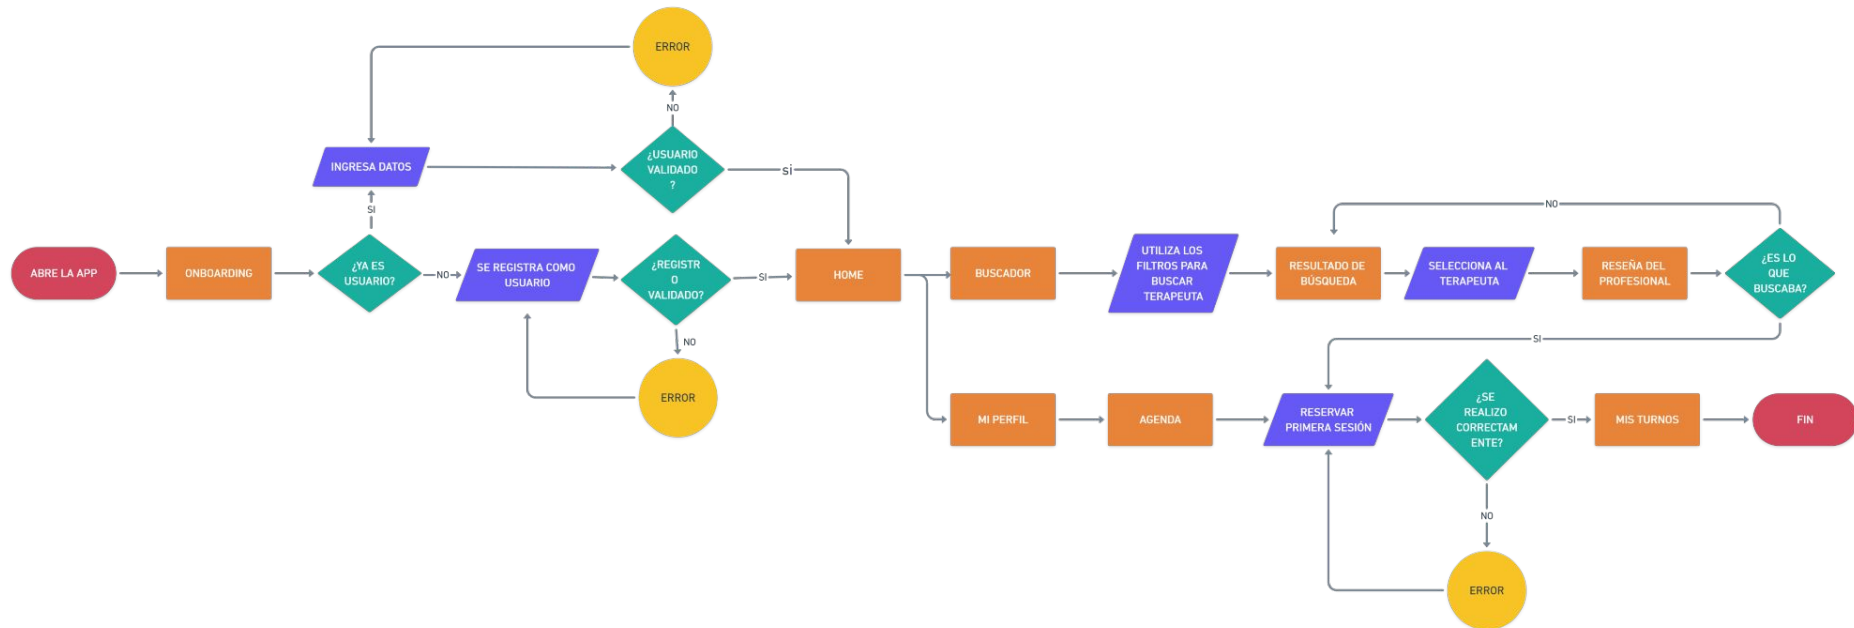 ERROR
NO
INGRESA DATOS
¿USUARIO
VALIDADO
?
SÍ
SI
ABRE LA APP
ONBOARDING
¿YA ES
USUARIO?
NO
SE REGISTRA COMO
USUARIO
¿REGISTR
O
VALIDADO?
SI
HOME
NO
ERROR
BUSCADOR
UTILIZA LOS
FILTROS PARA
BUSCAR
TERAPEUTA
RESULTADO DE
BÚSQUEDA
SELECCIONA AL
TERAPEUTA
RESEÑA DEL
PROFESIONAL
¿ES LO
QUE
BUSCABA?
NO
SI
MI PERFIL
AGENDA
RESERVAR
PRIMERA SESIÓN
¿SE
REALIZO
CORRECTAM
ENTE?
SI
MIS TURNOS
FIN
NO
ERROR